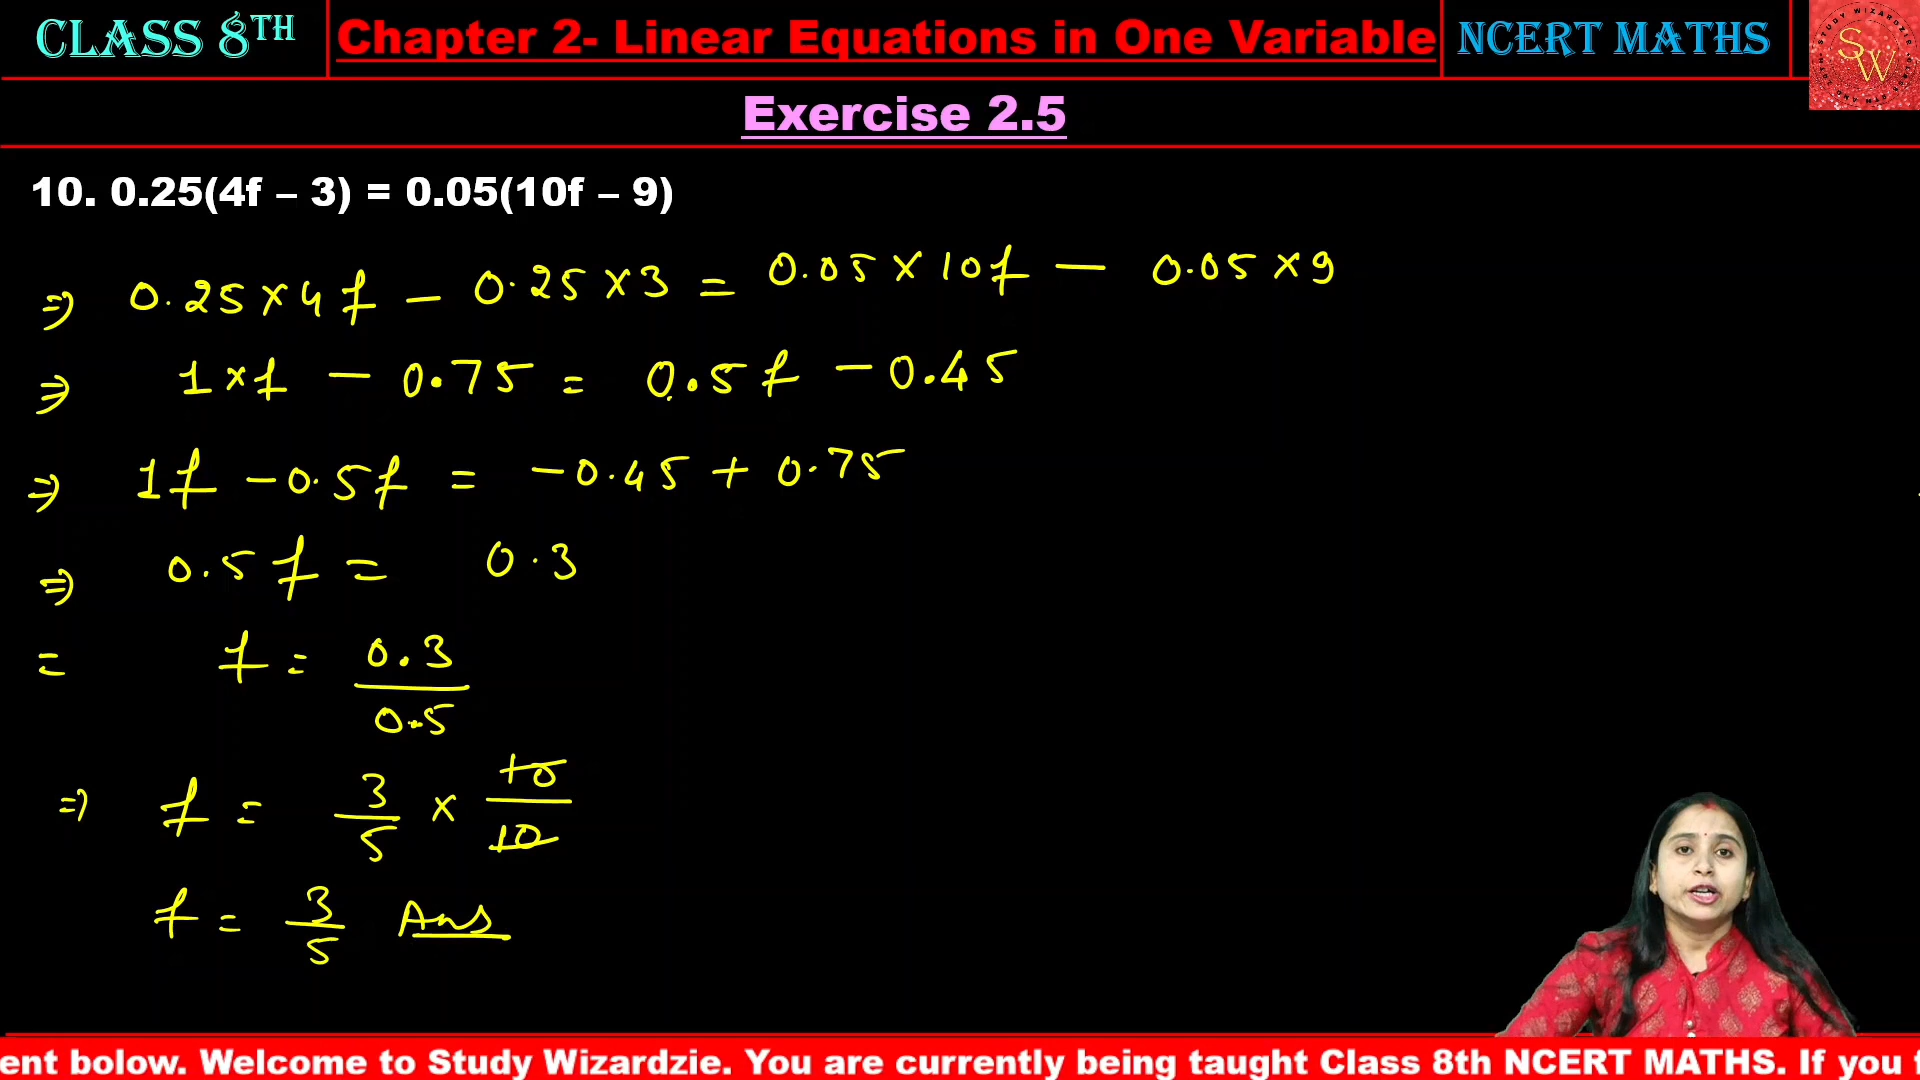 CLASS 8TH
Chapter 2- Linear Equations in One Variable
NCERT MATHS
SW
Exercise 2.5
10. 0.25(4f – 3) = 0.05(10f – 9)
⇒ 0.25 × 4f – 0.25 × 3 = 0.05 × 10f – 0.05 × 9
⇒ 1 × f – 0.75 = 0.5f – 0.45
⇒ 1f – 0.5f = – 0.45 + 0.75
⇒ 0.5f = 0.3
= f = 0.3/0.5
⇒ f = 3/5 × 10/10
f = 3/5 Ans
ent bolow. Welcome to Study Wizardzie. You are currently being taught Class 8th NCERT MATHS. If you f